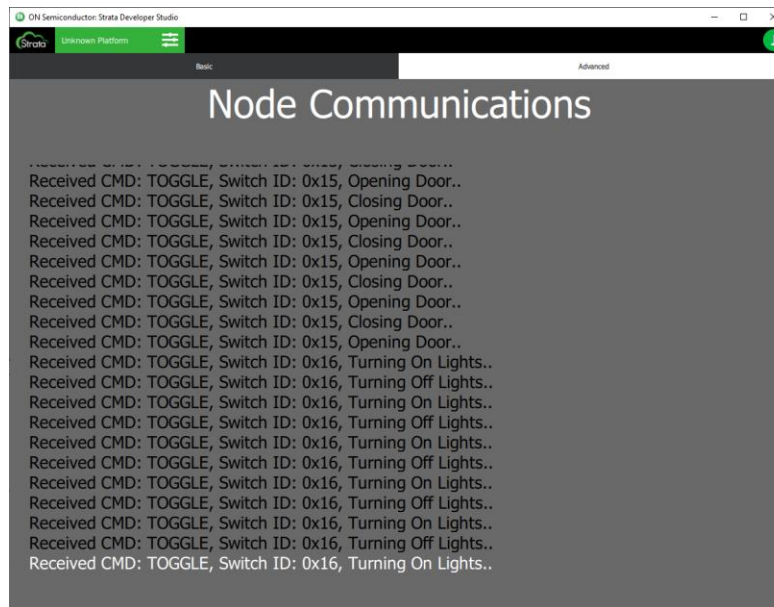 ON Semiconductor: Strata Developer Studio
Strata Unknown Platform
Basic Advanced
Node Communications
Received CMD: TOGGLE, Switch ID: 0x15, Closing Door..
Received CMD: TOGGLE, Switch ID: 0x15, Opening Door..
Received CMD: TOGGLE, Switch ID: 0x15, Closing Door..
Received CMD: TOGGLE, Switch ID: 0x15, Opening Door..
Received CMD: TOGGLE, Switch ID: 0x15, Closing Door..
Received CMD: TOGGLE, Switch ID: 0x15, Opening Door..
Received CMD: TOGGLE, Switch ID: 0x15, Closing Door..
Received CMD: TOGGLE, Switch ID: 0x15, Opening Door..
Received CMD: TOGGLE, Switch ID: 0x15, Closing Door..
Received CMD: TOGGLE, Switch ID: 0x15, Opening Door..
Received CMD: TOGGLE, Switch ID: 0x16, Turning On Lights..
Received CMD: TOGGLE, Switch ID: 0x16, Turning Off Lights..
Received CMD: TOGGLE, Switch ID: 0x16, Turning On Lights..
Received CMD: TOGGLE, Switch ID: 0x16, Turning Off Lights..
Received CMD: TOGGLE, Switch ID: 0x16, Turning On Lights..
Received CMD: TOGGLE, Switch ID: 0x16, Turning Off Lights..
Received CMD: TOGGLE, Switch ID: 0x16, Turning On Lights..
Received CMD: TOGGLE, Switch ID: 0x16, Turning Off Lights..
Received CMD: TOGGLE, Switch ID: 0x16, Turning On Lights..
Received CMD: TOGGLE, Switch ID: 0x16, Turning Off Lights..
Received CMD: TOGGLE, Switch ID: 0x16, Turning On Lights..